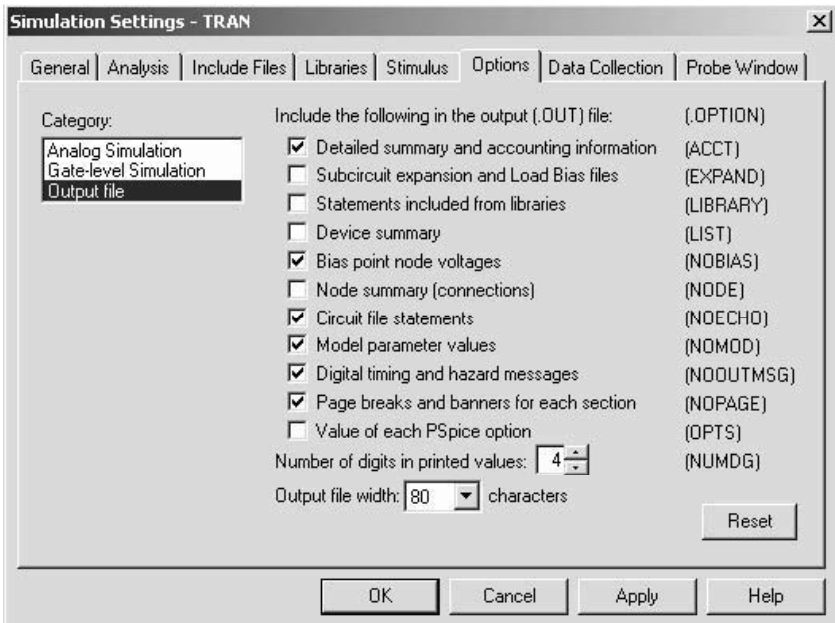 Simulation Settings - TRAN
General Analysis Include Files Libraries Stimulus Options Data Collection Probe Window
Category:
Analog Simulation
Gate-level Simulation
Output file
Include the following in the output (.OUT) file: (.OPTION)
Detailed summary and accounting information (ACCT)
Subcircuit expansion and Load Bias files (EXPAND)
Statements included from libraries (LIBRARY)
Device summary (LIST)
Bias point node voltages (NOBIAS)
Node summary (connections) (NODE)
Circuit file statements (NOECHO)
Model parameter values (NOMOD)
Digital timing and hazard messages (NOOUTMSG)
Page breaks and banners for each section (NOPAGE)
Value of each PSpice option (OPTS)
Number of digits in printed values: 4 (NUMDG)
Output file width: 80 characters
Reset
OK Cancel Apply Help